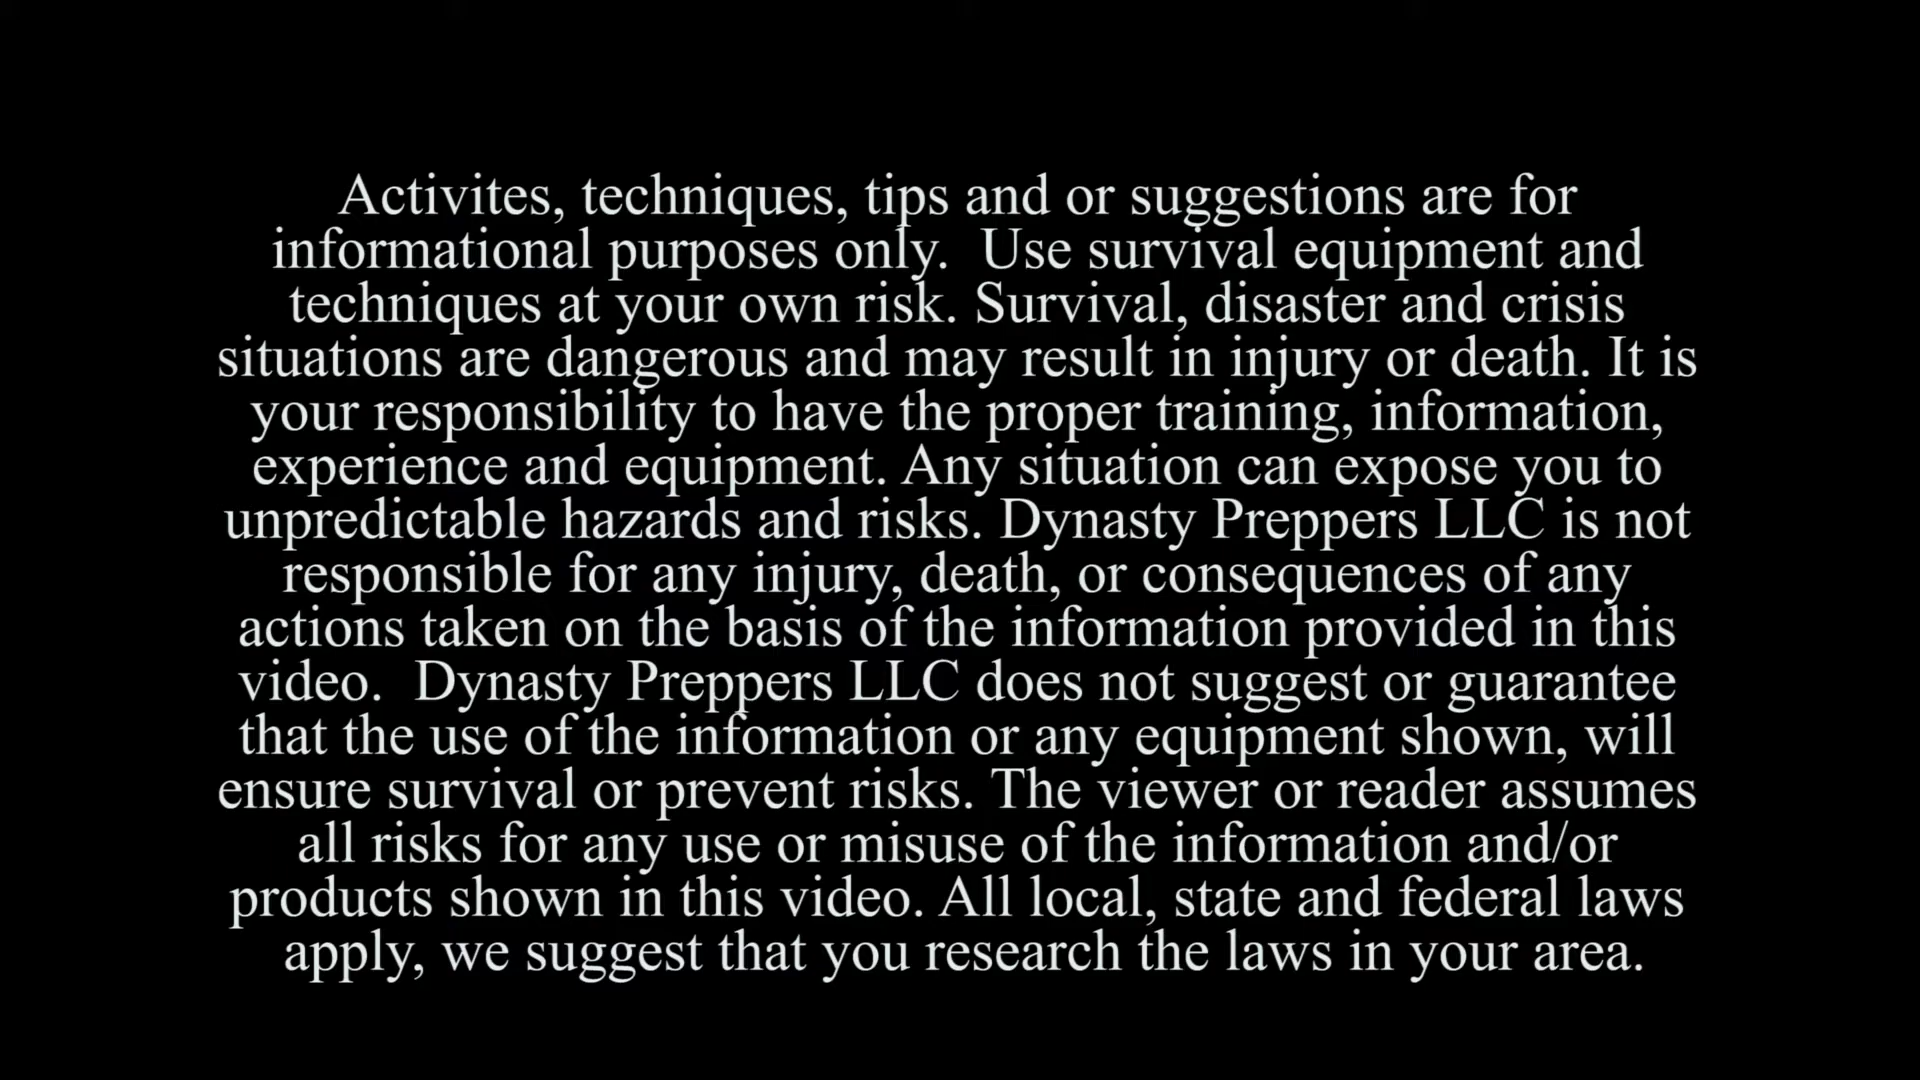 Activites, techniques, tips and or suggestions are for
informational purposes only.  Use survival equipment and
techniques at your own risk. Survival, disaster and crisis
situations are dangerous and may result in injury or death. It is
your responsibility to have the proper training, information,
experience and equipment. Any situation can expose you to
unpredictable hazards and risks. Dynasty Preppers LLC is not
responsible for any injury, death, or consequences of any
actions taken on the basis of the information provided in this
video.  Dynasty Preppers LLC does not suggest or guarantee
that the use of the information or any equipment shown, will
ensure survival or prevent risks. The viewer or reader assumes
all risks for any use or misuse of the information and/or
products shown in this video. All local, state and federal laws
apply, we suggest that you research the laws in your area.